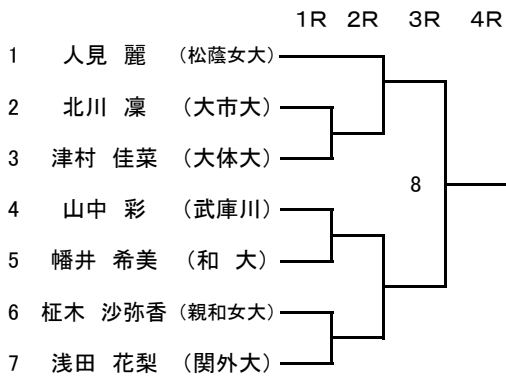 1R 2R 3R 4R
1 人見 麗 (松蔭女大)
2 北川 凜 (大市大)
3 津村 佳菜 (大体大)
8
4 山中 彩 (武庫川)
5 幡井 希美 (和 大)
6 柾木 沙弥香 (親和女大)
7 浅田 花梨 (関外大)